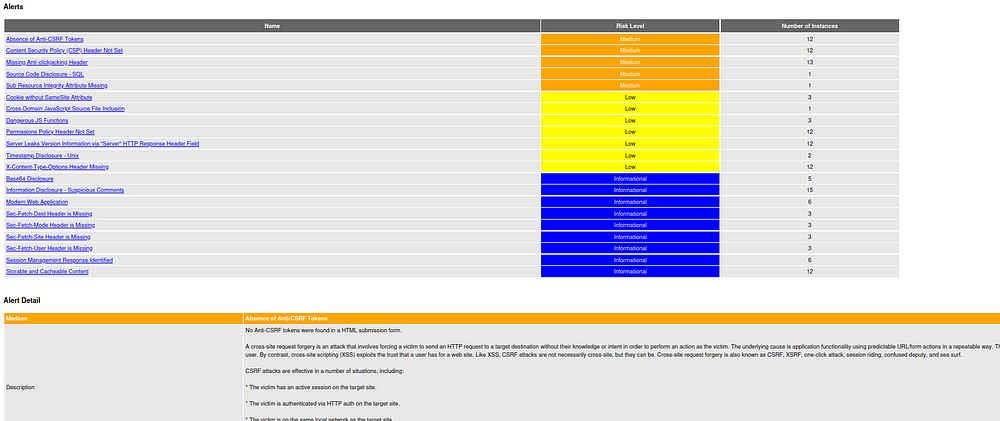 Alerts
Name Risk Level Number of Instances
Absence of Anti-CSRF Tokens Medium 12
Content Security Policy (CSP) Header Not Set Medium 12
Missing Anti-clickjacking Header Medium 13
Source Code Disclosure - SQL Medium 1
Sub Resource Integrity Attribute Missing Medium 1
Cookie without SameSite Attribute Low 3
Cross-Domain JavaScript Source File Inclusion Low 1
Dangerous JS Functions Low 3
Permissions Policy Header Not Set Low 12
Server Leaks Version Information via "Server" HTTP Response Header Field Low 12
Timestamp Disclosure - Unix Low 2
X-Content-Type-Options Header Missing Low 12
Base64 Disclosure Informational 5
Information Disclosure - Suspicious Comments Informational 15
Modern Web Application Informational 6
Sec-Fetch-Dest Header is Missing Informational 3
Sec-Fetch-Mode Header is Missing Informational 3
Sec-Fetch-Site Header is Missing Informational 3
Sec-Fetch-User Header is Missing Informational 3
Session Management Response Identified Informational 6
Storable and Cacheable Content Informational 12
Alert Detail
Medium Absence of Anti-CSRF Tokens
No Anti-CSRF tokens were found in a HTML submission form.
A cross-site request forgery is an attack that involves forcing a victim to send an HTTP request to a target destination without their knowledge or intent in order to perform an action as the victim. The underlying cause is application functionality using predictable URL/form actions in a repeatable way.
user. By contrast, cross-site scripting (XSS) exploits the trust that a user has for a web site. Like XSS, CSRF attacks are not necessarily cross-site, but they can be. Cross-site request forgery is also known as CSRF, XSRF, one-click attack, session riding, confused deputy, and sea surf.
CSRF attacks are effective in a number of situations, including:
* The victim has an active session on the target site.
Description
* The victim is authenticated via HTTP auth on the target site.
* The victim is on the same local network as the target site.